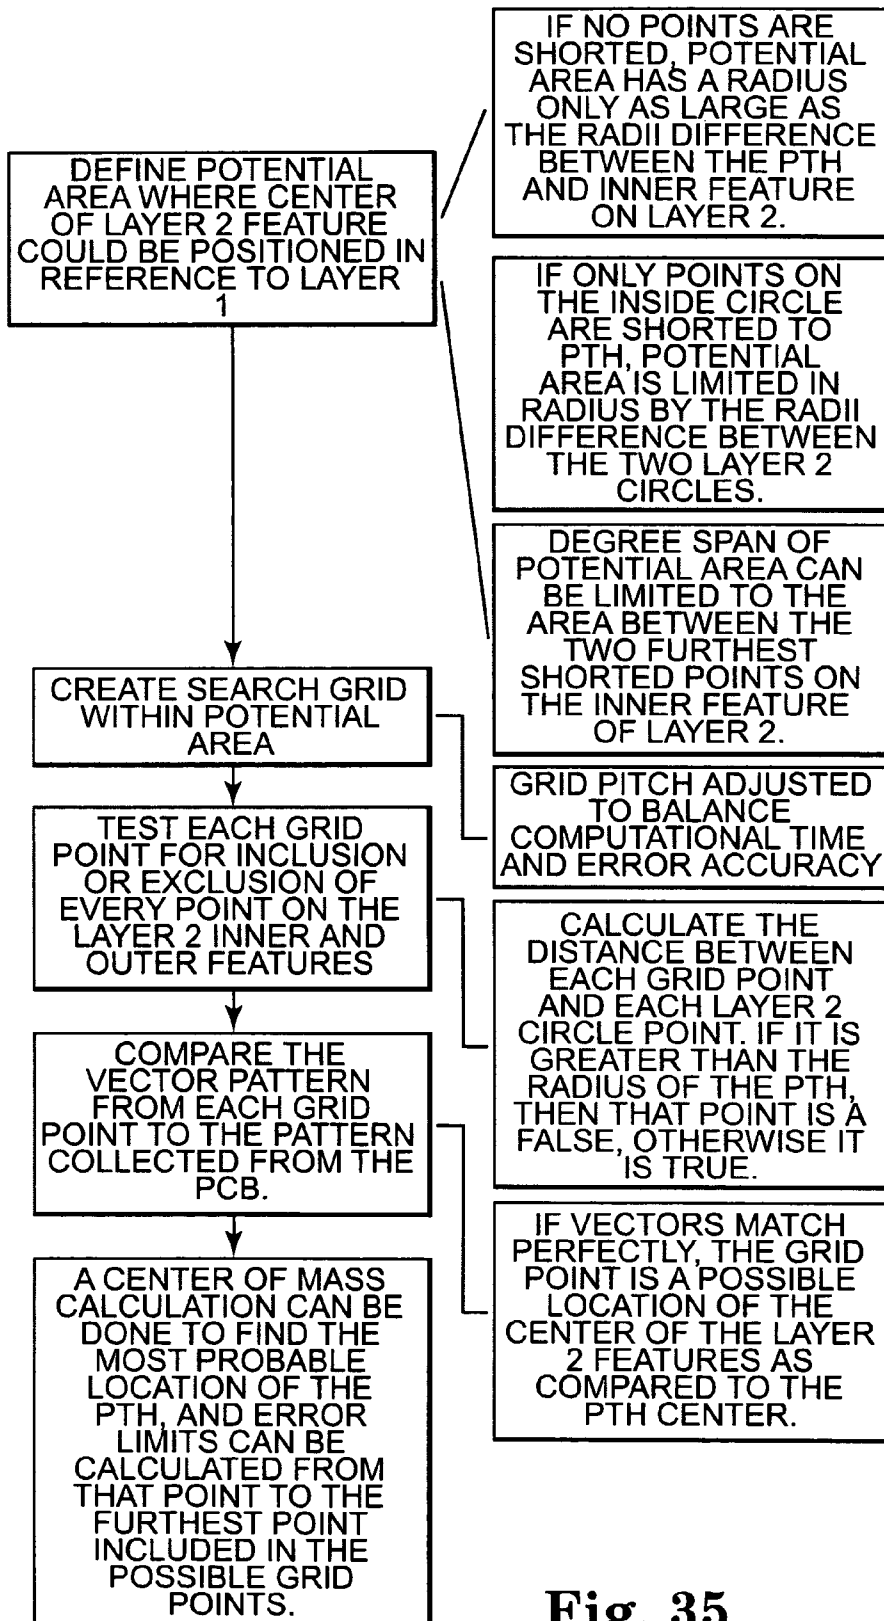 DEFINE POTENTIAL
AREA WHERE CENTER
OF LAYER 2 FEATURE
COULD BE POSITIONED IN
REFERENCE TO LAYER
1
IF NO POINTS ARE
SHORTED, POTENTIAL
AREA HAS A RADIUS
ONLY AS LARGE AS
THE RADII DIFFERENCE
BETWEEN THE PTH
AND INNER FEATURE
ON LAYER 2.
IF ONLY POINTS ON
THE INSIDE CIRCLE
ARE SHORTED TO
PTH, POTENTIAL
AREA IS LIMITED IN
RADIUS BY THE RADII
DIFFERENCE BETWEEN
THE TWO LAYER 2
CIRCLES.
DEGREE SPAN OF
POTENTIAL AREA CAN
BE LIMITED TO THE
AREA BETWEEN THE
TWO FURTHEST
SHORTED POINTS ON
THE INNER FEATURE
OF LAYER 2.
CREATE SEARCH GRID
WITHIN POTENTIAL
AREA
GRID PITCH ADJUSTED
TO BALANCE
COMPUTATIONAL TIME
AND ERROR ACCURACY
TEST EACH GRID
POINT FOR INCLUSION
OR EXCLUSION OF
EVERY POINT ON THE
LAYER 2 INNER AND
OUTER FEATURES
CALCULATE THE
DISTANCE BETWEEN
EACH GRID POINT
AND EACH LAYER 2
CIRCLE POINT. IF IT IS
GREATER THAN THE
RADIUS OF THE PTH,
THEN THAT POINT IS A
FALSE, OTHERWISE IT
IS TRUE.
COMPARE THE
VECTOR PATTERN
FROM EACH GRID
POINT TO THE PATTERN
COLLECTED FROM THE
PCB.
IF VECTORS MATCH
PERFECTLY, THE GRID
POINT IS A POSSIBLE
LOCATION OF THE
CENTER OF THE LAYER
2 FEATURES AS
COMPARED TO THE
PTH CENTER.
A CENTER OF MASS
CALCULATION CAN BE
DONE TO FIND THE
MOST PROBABLE
LOCATION OF THE
PTH, AND ERROR
LIMITS CAN BE
CALCULATED FROM
THAT POINT TO THE
FURTHEST POINT
INCLUDED IN THE
POSSIBLE GRID
POINTS.
Fig. 35